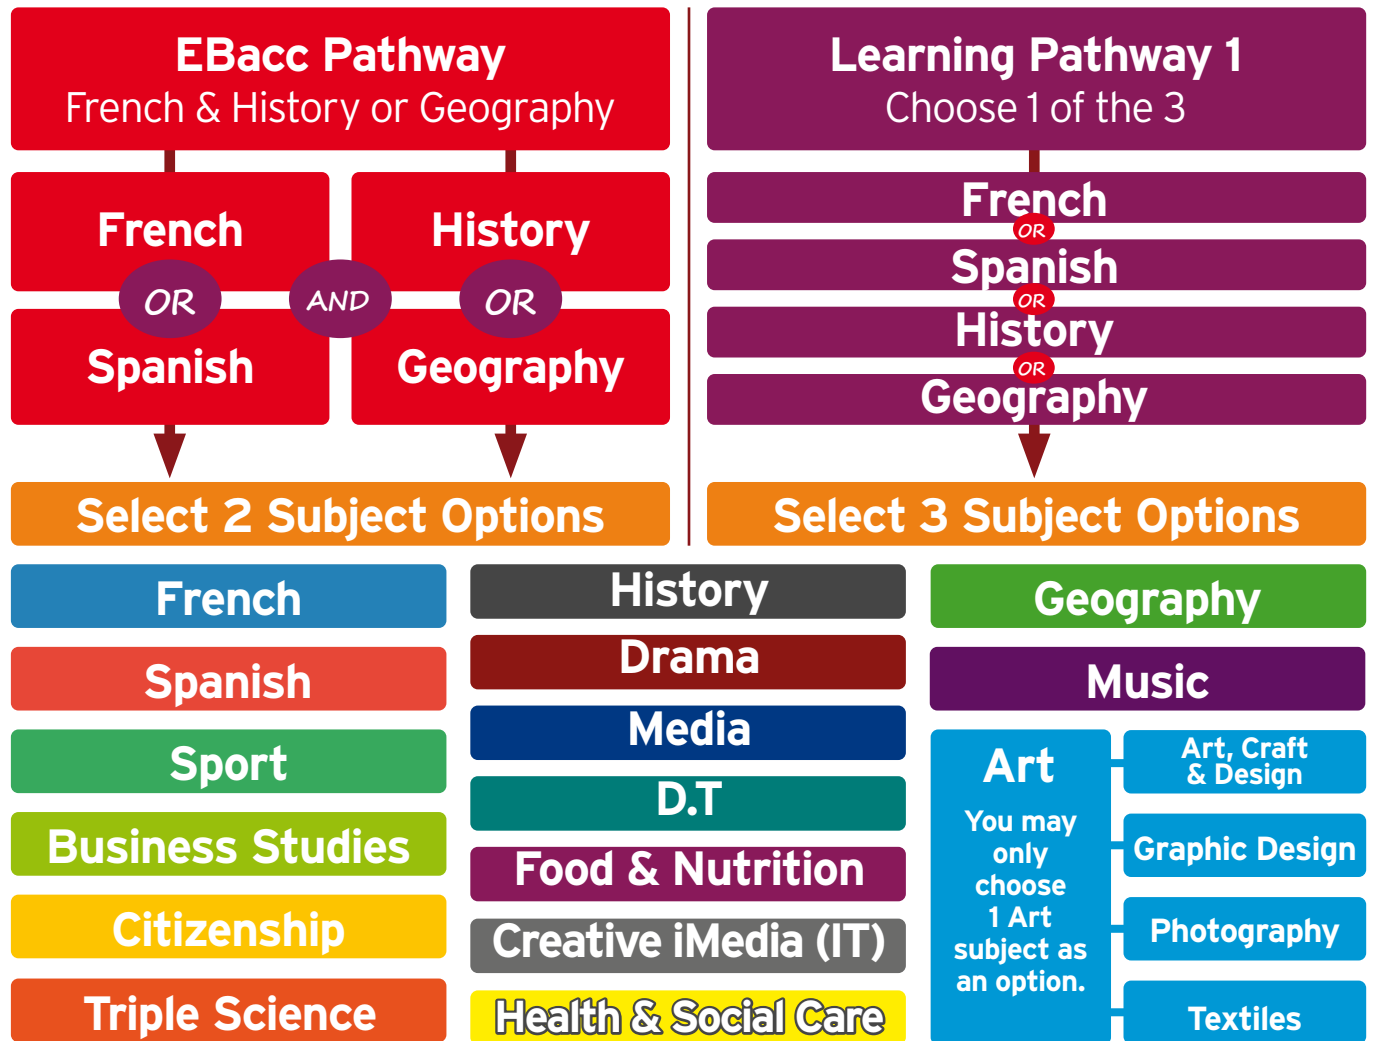 EBacc Pathway
French & History or Geography
French
OR
Spanish
AND
History
OR
Geography
Select 2 Subject Options
Learning Pathway 1
Choose 1 of the 3
French
OR
Spanish
OR
History
OR
Geography
Select 3 Subject Options
French
Spanish
Sport
Business Studies
Citizenship
Triple Science
History
Drama
Media
D.T
Food & Nutrition
Creative iMedia (IT)
Health & Social Care
Geography
Music
Art
You may
only
choose
1 Art
subject as
an option.
Art, Craft
& Design
Graphic Design
Photography
Textiles